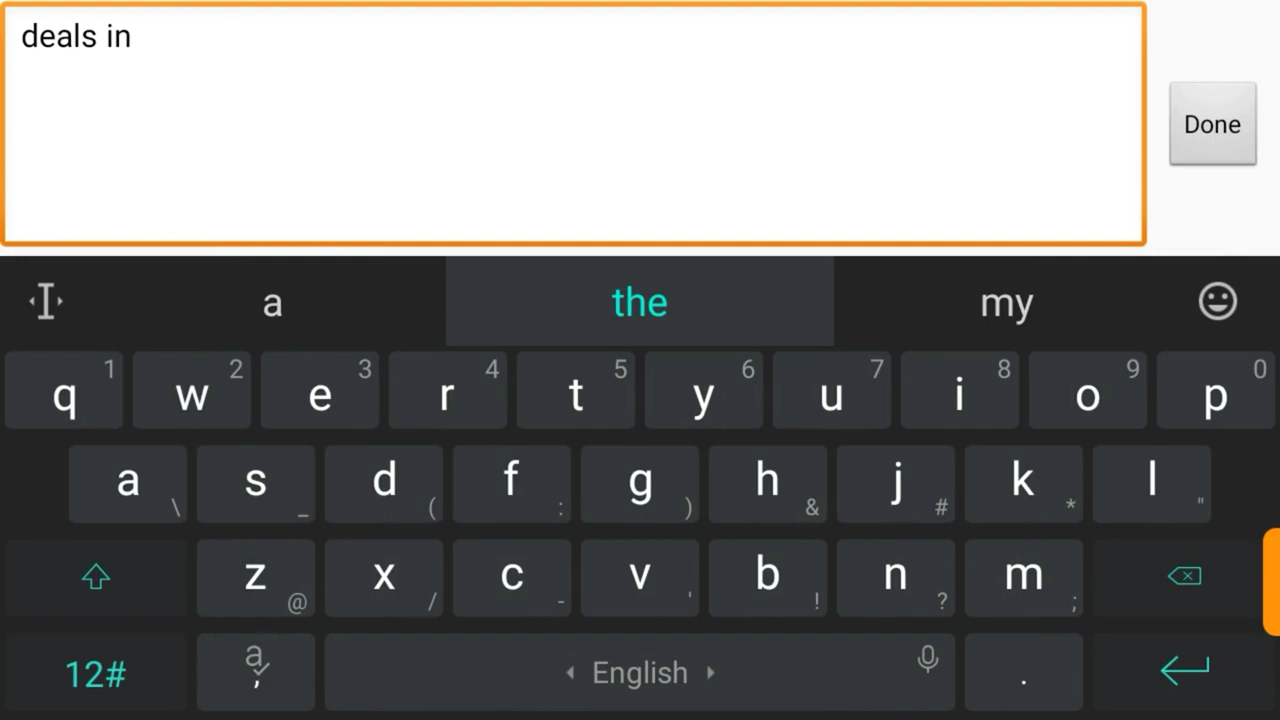 deals in
Done
a the my
q 1 w 2 e 3 r 4 t 5 y 6 u 7 i 8 o 9 p 0
a \ s _ d ( f : g ) h & j # k * l "
z @ x / c - v ' b ! n ? m ;
12# a , English .